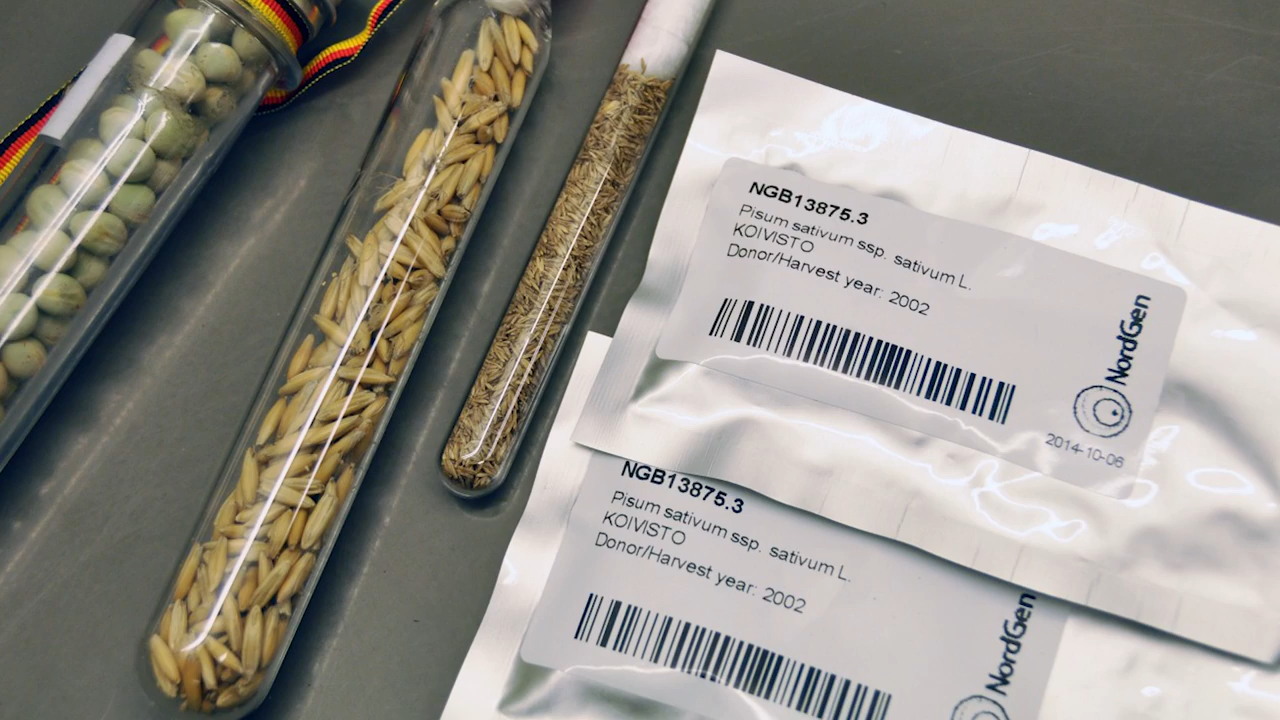 NGB13875.3
Pisum sativum ssp. sativum L.
KOIVISTO
Donor/Harvest year: 2002
NordGen
2014-10-06
NGB13875.3
Pisum sativum ssp. sativum L.
KOIVISTO
Donor/Harvest year: 2002
NordGen